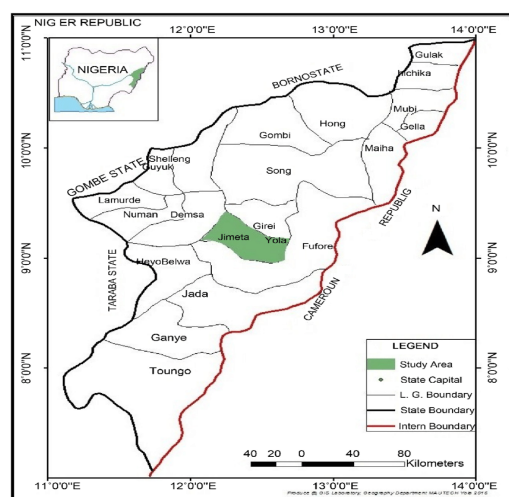 NIG ER REPUBLIC
11°0'0"E 12°0'0"E 13°0'0"E 14°0'0"E
11°0'0"N
NIGERIA
Gulak
BORNOSTATE
Mubi
Hong
Gella
Gombi
10°0'0"N 10°0'0"N
Maiha
Shelleng
GOMBE STATE
Guyuk
Song
Lamurde
REPUBLIG
Numan Demsa
Girei
N
Jimeta Yola
Fufore
9°0'0"N 9°0'0"N
TARABA STATE
CAMEROUN
Jada
LEGEND
Ganye
Study Area
8°0'0"N 8°0'0"N
Toungo
State Capital
L. G. Boundary
State Boundary
Intern Boundary
40 20 0 40 80
Kilometers
11°0'0"E 12°0'0"E 13°0'0"E 14°0'0"E